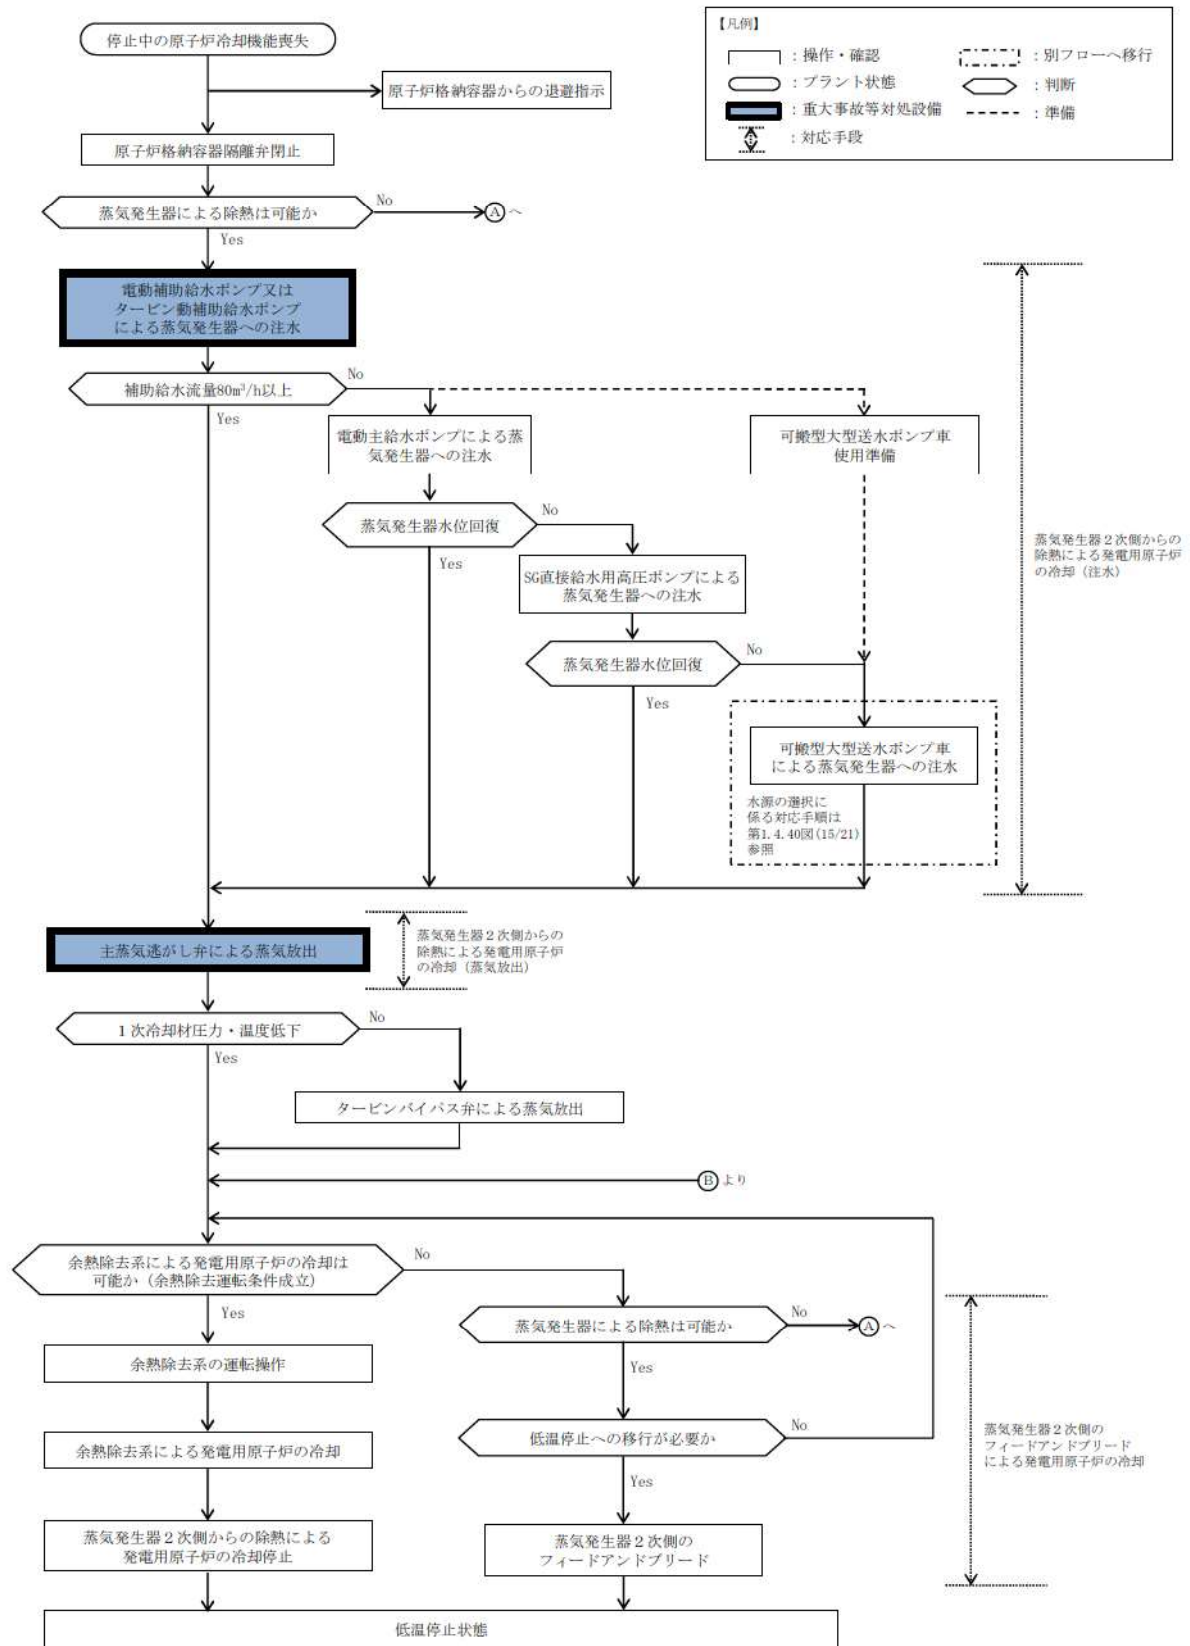 停止中の原子炉冷却機能喪失
原子炉格納容器からの退避指示
原子炉格納容器隔離弁閉止
蒸気発生器による除熱は可能か
No
Ⓐへ
Yes
【凡例】
：操作・確認
：別フローへ移行
：プラント状態
：判断
：重大事故等対処設備
：準備
：対応手段
電動補助給水ポンプ又は
タービン動補助給水ポンプ
による蒸気発生器への注水
補助給水流量80m³/h以上
No
Yes
電動主給水ポンプによる蒸
気発生器への注水
可搬型大型送水ポンプ車
使用準備
蒸気発生器水位回復
No
Yes
SG直接給水用高圧ポンプによる
蒸気発生器への注水
蒸気発生器水位回復
No
Yes
可搬型大型送水ポンプ車
による蒸気発生器への注水
水源の選択に
係る対応手順は
第1.4.40図(15/21)
参照
蒸気発生器２次側からの
除熱による発電用原子炉
の冷却（注水）
主蒸気逃がし弁による蒸気放出
蒸気発生器２次側からの
除熱による発電用原子炉
の冷却（蒸気放出）
１次冷却材圧力・温度低下
No
Yes
タービンバイパス弁による蒸気放出
Ⓑより
余熱除去系による発電用原子炉の冷却は
可能か（余熱除去運転条件成立）
No
Yes
蒸気発生器による除熱は可能か
No
Ⓐへ
Yes
余熱除去系の運転操作
低温停止への移行が必要か
No
Yes
余熱除去系による発電用原子炉の冷却
蒸気発生器２次側の
フィードアンドブリード
による発電用原子炉の冷却
蒸気発生器２次側からの除熱による
発電用原子炉の冷却停止
蒸気発生器２次側の
フィードアンドブリード
低温停止状態